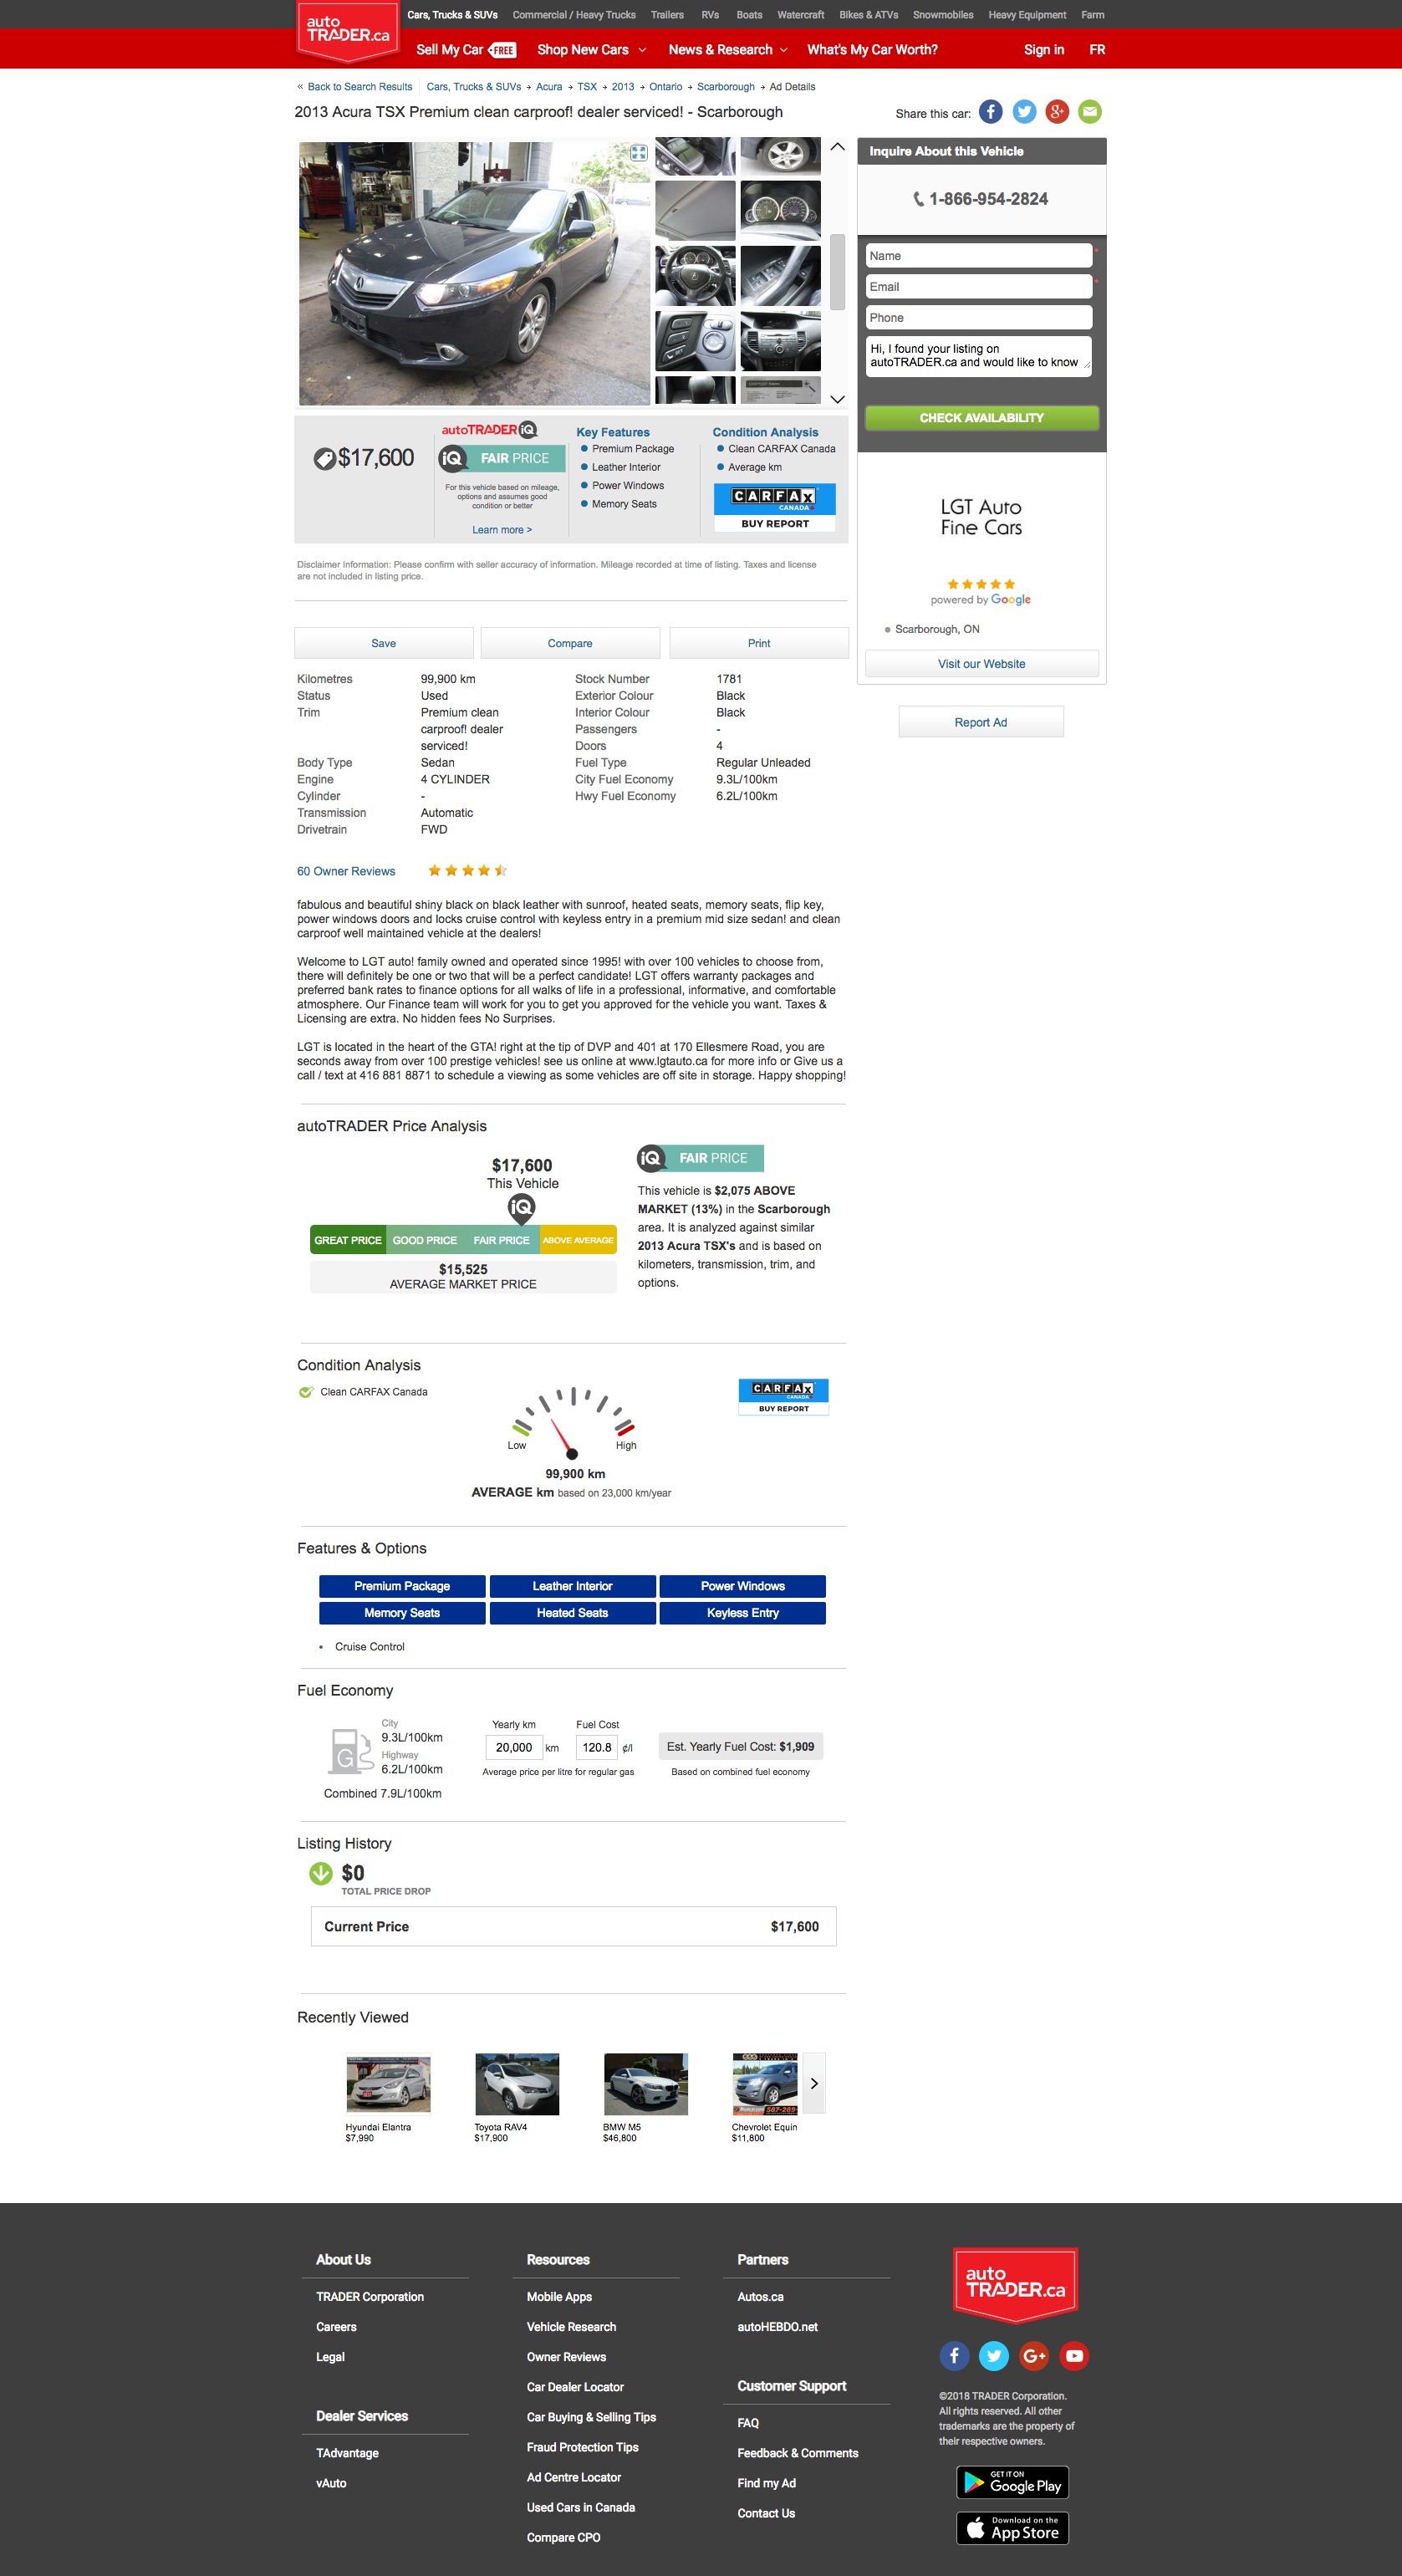 Cars, Trucks & SUVs Commercial / Heavy Trucks Trailers RVs Boats Watercraft Bikes & ATVs Snowmobiles Heavy Equipment Farm
auto
TRADER.ca
Sell My Car FREE Shop New Cars News & Research What's My Car Worth? Sign in FR
« Back to Search Results Cars, Trucks & SUVs → Acura → TSX → 2013 → Ontario → Scarborough → Ad Details
2013 Acura TSX Premium clean carproof! dealer serviced! - Scarborough
Share this car:
Inquire About this Vehicle
1-866-954-2824
Name *
Email *
Phone
Hi, I found your listing on
autoTRADER.ca and would like to know
CHECK AVAILABILITY
$17,600
autoTRADER iQ
iQ FAIR PRICE
For this vehicle based on mileage,
options and assumes good
condition or better
Learn more >
Key Features
Premium Package
Leather Interior
Power Windows
Memory Seats
Condition Analysis
Clean CARFAX Canada
Average km
CARFAX
CANADA
BUY REPORT
LGT Auto
Fine Cars
powered by Google
Scarborough, ON
Visit our Website
Report Ad
Disclaimer Information: Please confirm with seller accuracy of information. Mileage recorded at time of listing. Taxes and license
are not included in listing price.
Save Compare Print
Kilometres 99,900 km
Status Used
Trim Premium clean
carproof! dealer
serviced!
Body Type Sedan
Engine 4 CYLINDER
Cylinder -
Transmission Automatic
Drivetrain FWD
Stock Number 1781
Exterior Colour Black
Interior Colour Black
Passengers -
Doors 4
Fuel Type Regular Unleaded
City Fuel Economy 9.3L/100km
Hwy Fuel Economy 6.2L/100km
60 Owner Reviews
fabulous and beautiful shiny black on black leather with sunroof, heated seats, memory seats, flip key,
power windows doors and locks cruise control with keyless entry in a premium mid size sedan! and clean
carproof well maintained vehicle at the dealers!
Welcome to LGT auto! family owned and operated since 1995! with over 100 vehicles to choose from,
there will definitely be one or two that will be a perfect candidate! LGT offers warranty packages and
preferred bank rates to finance options for all walks of life in a professional, informative, and comfortable
atmosphere. Our Finance team will work for you to get you approved for the vehicle you want. Taxes &
Licensing are extra. No hidden fees No Surprises.
LGT is located in the heart of the GTA! right at the tip of DVP and 401 at 170 Ellesmere Road, you are
seconds away from over 100 prestige vehicles! see us online at www.lgtauto.ca for more info or Give us a
call / text at 416 881 8871 to schedule a viewing as some vehicles are off site in storage. Happy shopping!
autoTRADER Price Analysis
$17,600
This Vehicle
iQ
GREAT PRICE GOOD PRICE FAIR PRICE ABOVE AVERAGE
$15,525
AVERAGE MARKET PRICE
iQ FAIR PRICE
This vehicle is $2,075 ABOVE
MARKET (13%) in the Scarborough
area. It is analyzed against similar
2013 Acura TSX's and is based on
kilometers, transmission, trim, and
options.
Condition Analysis
Clean CARFAX Canada
Low High
99,900 km
AVERAGE km based on 23,000 km/year
CARFAX
CANADA
BUY REPORT
Features & Options
Premium Package Leather Interior Power Windows
Memory Seats Heated Seats Keyless Entry
Cruise Control
Fuel Economy
G
City
9.3L/100km
Highway
6.2L/100km
Combined 7.9L/100km
Yearly km Fuel Cost
20,000 km 120.8 ¢/l
Average price per litre for regular gas
Est. Yearly Fuel Cost: $1,909
Based on combined fuel economy
Listing History
$0
TOTAL PRICE DROP
Current Price $17,600
Recently Viewed
587-269
Hyundai Elantra
$7,990
Toyota RAV4
$17,900
BMW M5
$46,800
Chevrolet Equin
$11,800
About Us
TRADER Corporation
Careers
Legal
Dealer Services
TAdvantage
vAuto
Resources
Mobile Apps
Vehicle Research
Owner Reviews
Car Dealer Locator
Car Buying & Selling Tips
Fraud Protection Tips
Ad Centre Locator
Used Cars in Canada
Compare CPO
Partners
Autos.ca
autoHEBDO.net
Customer Support
FAQ
Feedback & Comments
Find my Ad
Contact Us
auto
TRADER.ca
©2018 TRADER Corporation.
All rights reserved. All other
trademarks are the property of
their respective owners.
GET IT ON
Google Play
Download on the
App Store